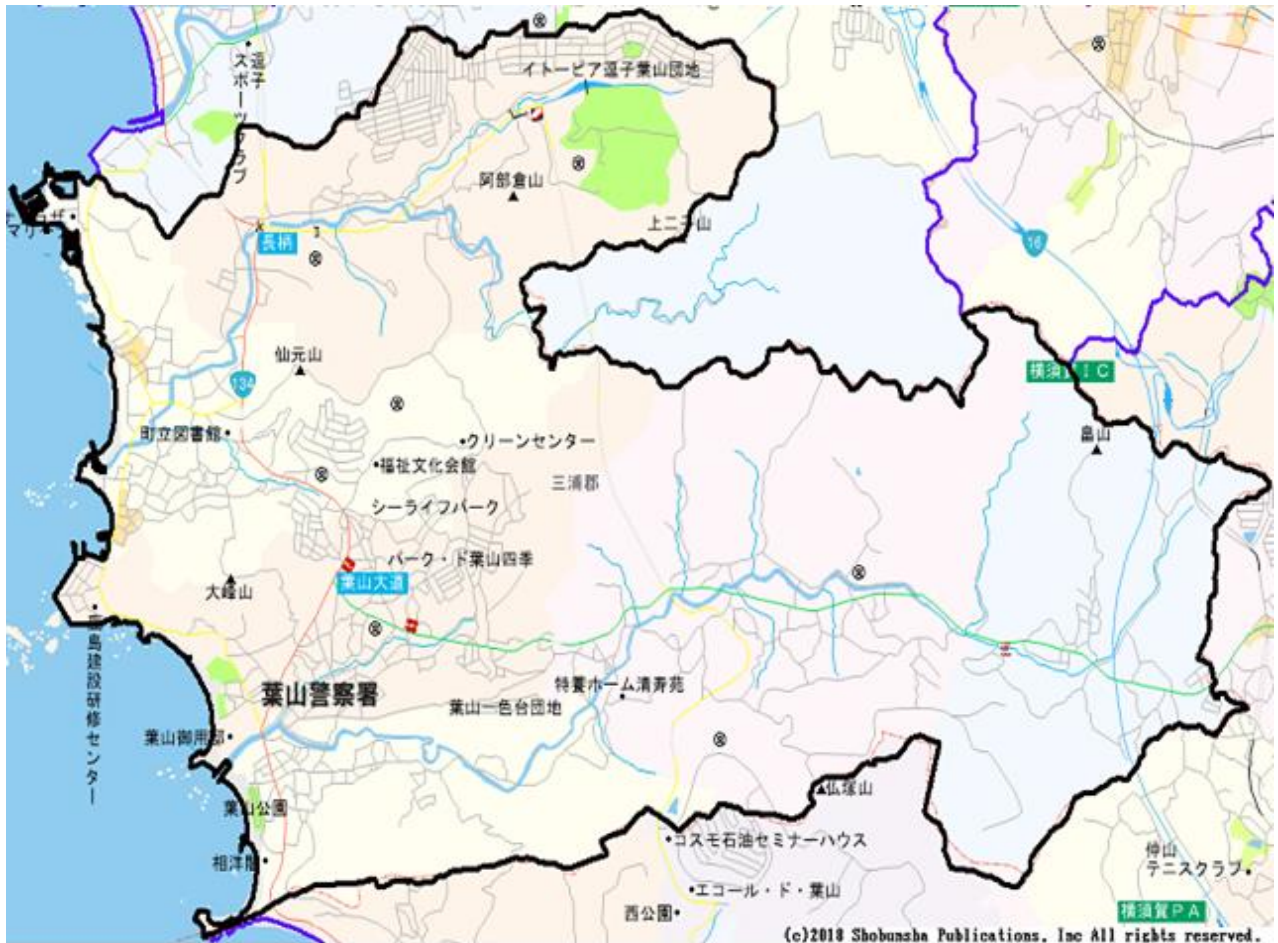 逗子
スポーツクラブ
イトーピア逗子葉山団地
阿部倉山
上二子山
長柄
16
仙元山
横須賀IC
134
町立図書館
クリーンセンター
畠山
福祉文化会館
三浦郡
シーライフパーク
パーク・ド葉山四季
葉山大道
大峰山
建設研修センター
葉山警察署
特養ホーム清寿苑
葉山一色台団地
葉山御用邸
仏塚山
葉山公園
コスモ石油セミナーハウス
相洋閣
仲山
テニスクラブ
エコール・ド・葉山
西公園
横須賀PA
(c)2018 Shobunsha Publications, Inc All rights reserved.